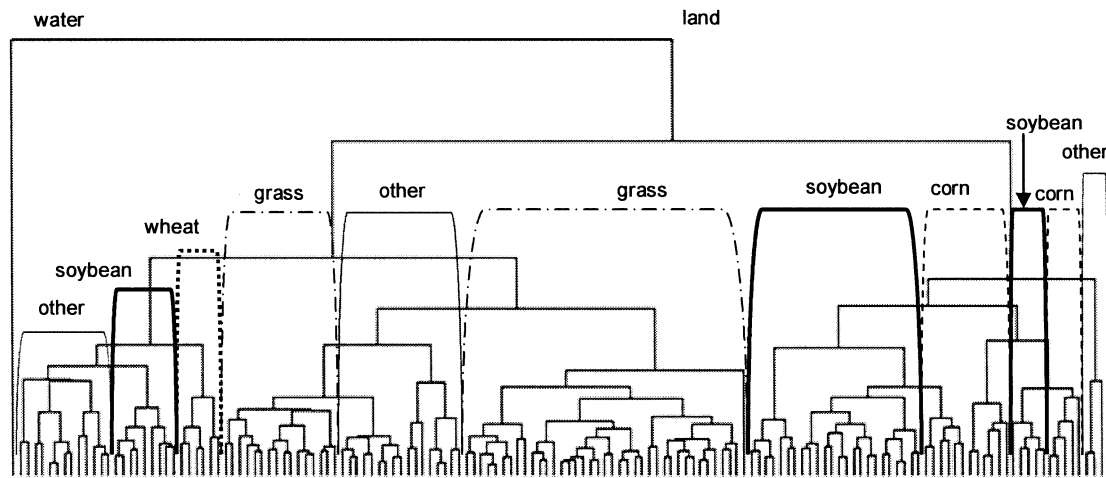 water
land
soybean
other
grass
other
grass
soybean
corn
corn
wheat
soybean
other